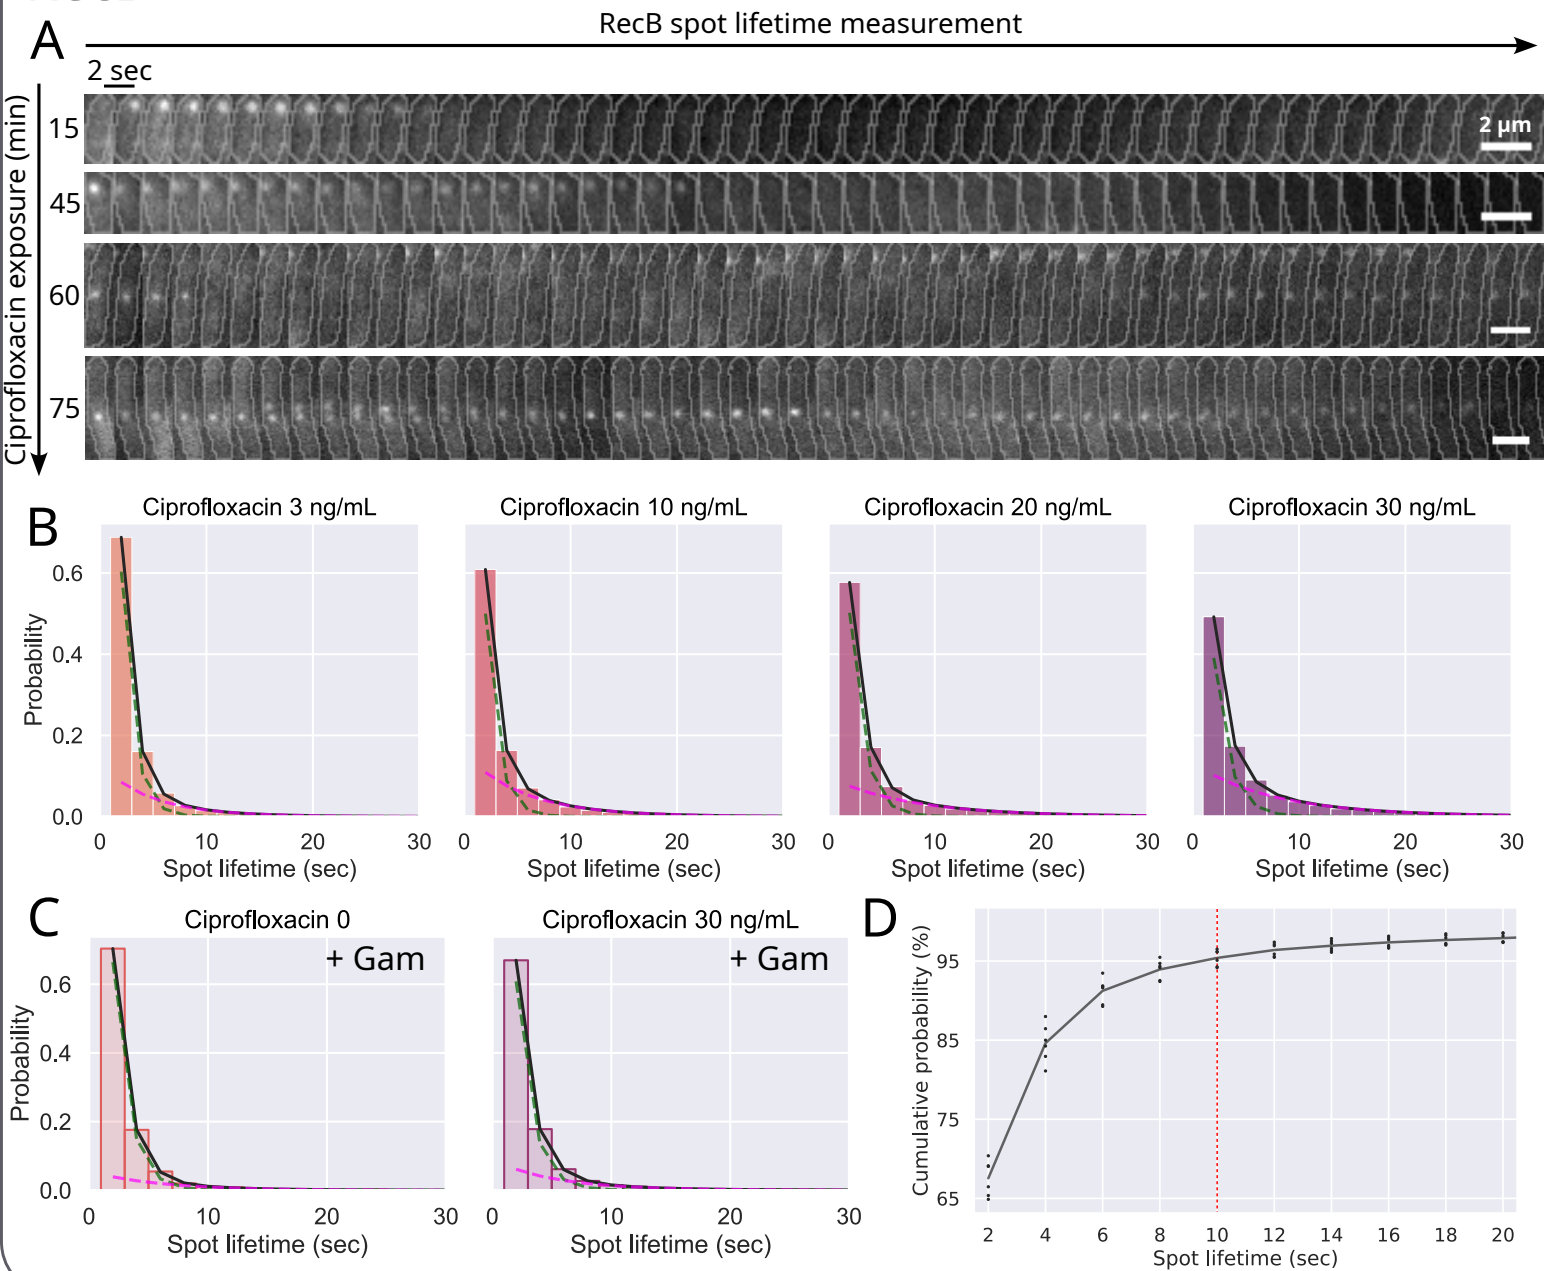 RecB spot lifetime measurement
A
2 sec
Ciprofloxacin exposure (min)
15
2 µm
45
60
75
B
Ciprofloxacin 3 ng/mL
Ciprofloxacin 10 ng/mL
Ciprofloxacin 20 ng/mL
Ciprofloxacin 30 ng/mL
Probability
0.6
0.4
0.2
0.0
0 10 20 30
0 10 20 30
0 10 20 30
0 10 20 30
Spot lifetime (sec)
Spot lifetime (sec)
Spot lifetime (sec)
Spot lifetime (sec)
C
Ciprofloxacin 0
+ Gam
Ciprofloxacin 30 ng/mL
+ Gam
Probability
0.6
0.4
0.2
0.0
0 10 20 30
0 10 20 30
Spot lifetime (sec)
Spot lifetime (sec)
D
Cumulative probability (%)
95
85
75
65
2 4 6 8 10 12 14 16 18 20
Spot lifetime (sec)